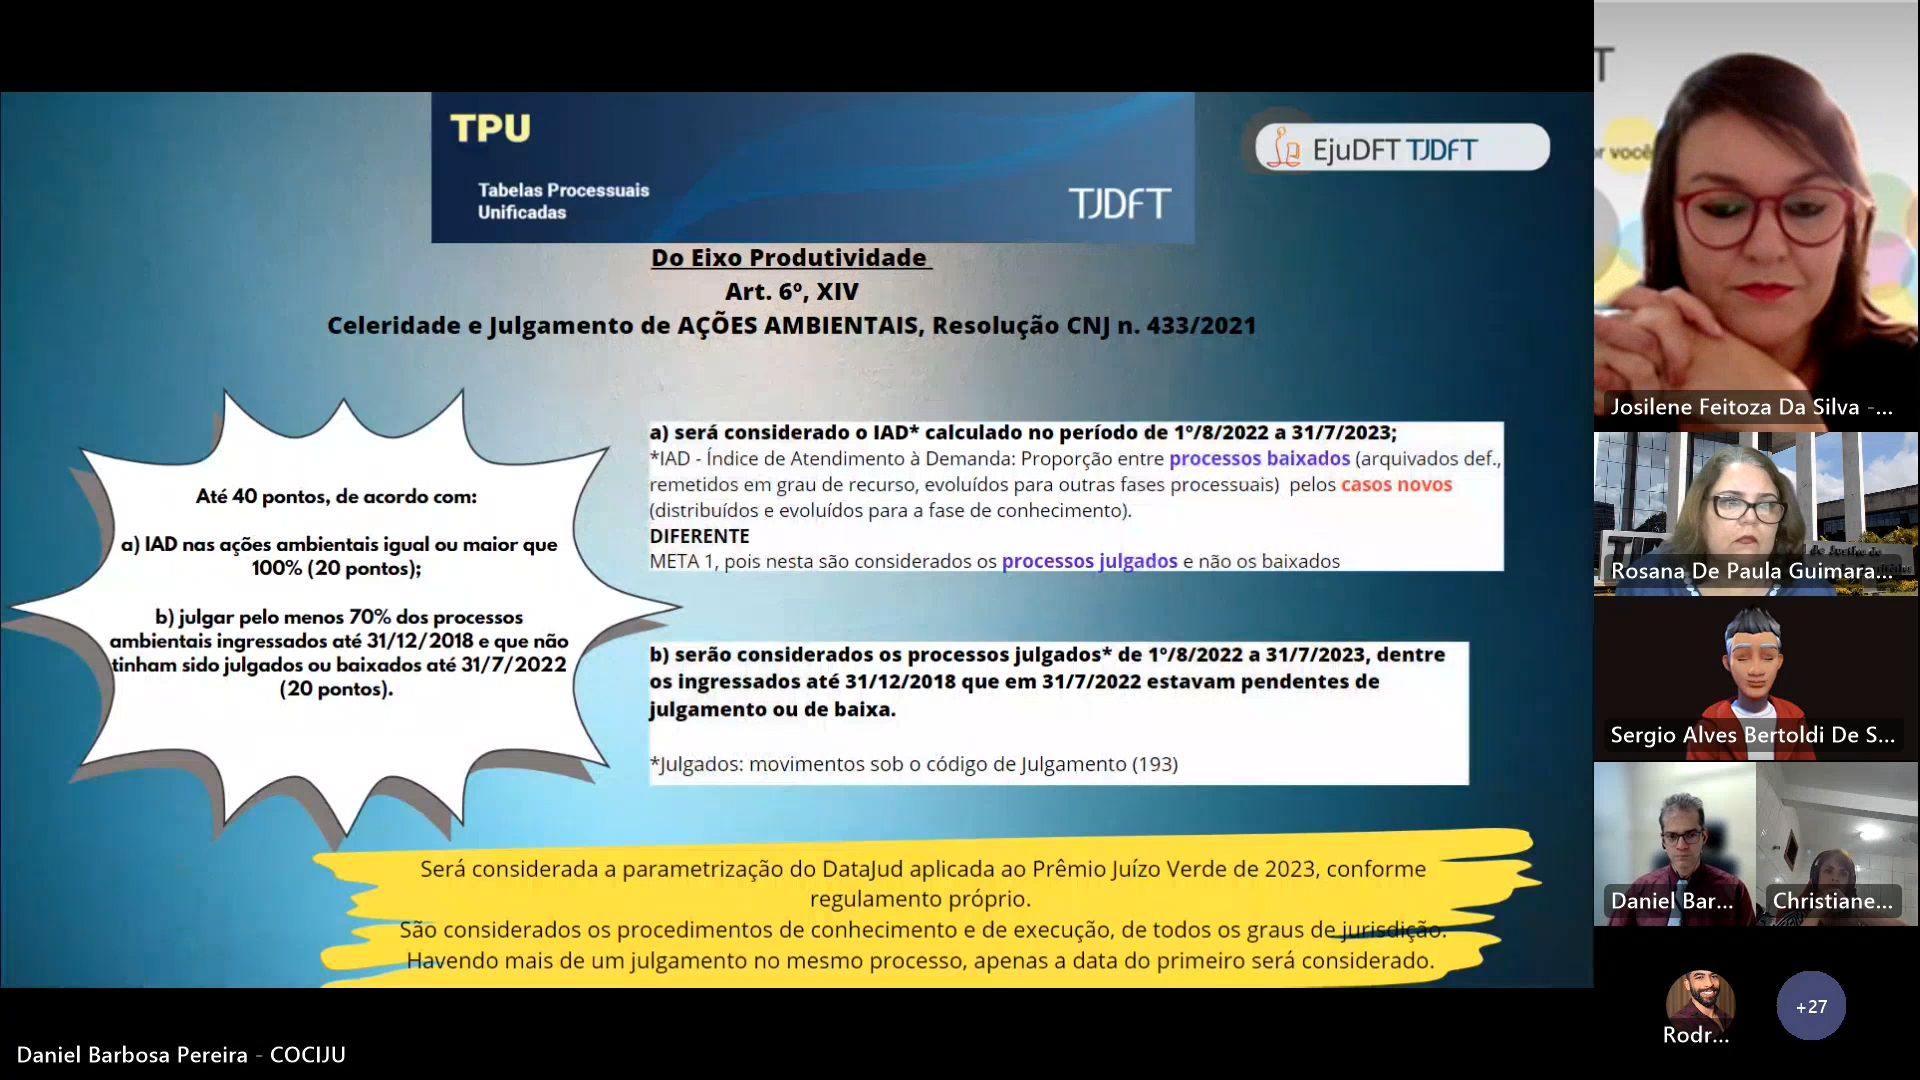 TPU
Tabelas Processuais
Unificadas
TJDFT
EjuDFT TJDFT
Do Eixo Produtividade
Art. 6º, XIV
Celeridade e Julgamento de AÇÕES AMBIENTAIS, Resolução CNJ n. 433/2021
Até 40 pontos, de acordo com:
a) IAD nas ações ambientais igual ou maior que
100% (20 pontos);
b) julgar pelo menos 70% dos processos
ambientais ingressados até 31/12/2018 e que não
tinham sido julgados ou baixados até 31/7/2022
(20 pontos).
a) será considerado o IAD* calculado no período de 1º/8/2022 a 31/7/2023;
*IAD - Índice de Atendimento à Demanda: Proporção entre processos baixados (arquivados def.,
remetidos em grau de recurso, evoluídos para outras fases processuais) pelos casos novos
(distribuídos e evoluídos para a fase de conhecimento).
DIFERENTE
META 1, pois nesta são considerados os processos julgados e não os baixados
b) serão considerados os processos julgados* de 1º/8/2022 a 31/7/2023, dentre
os ingressados até 31/12/2018 que em 31/7/2022 estavam pendentes de
julgamento ou de baixa.
*Julgados: movimentos sob o código de Julgamento (193)
Será considerada a parametrização do DataJud aplicada ao Prêmio Juízo Verde de 2023, conforme
regulamento próprio.
São considerados os procedimentos de conhecimento e de execução, de todos os graus de jurisdição.
Havendo mais de um julgamento no mesmo processo, apenas a data do primeiro será considerado.
T
r você
Josilene Feitoza Da Silva -...
Rosana De Paula Guimara...
Sergio Alves Bertoldi De S...
Daniel Bar...
Christiane...
Rodr...
+27
Daniel Barbosa Pereira - COCIJU